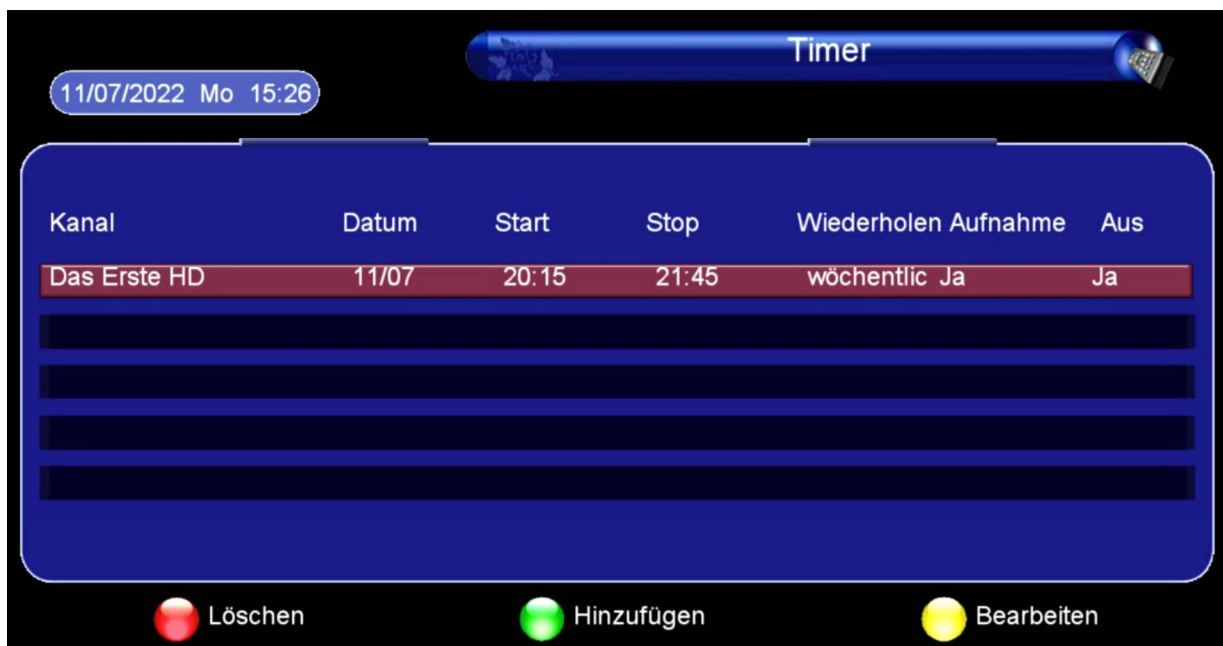 Timer
11/07/2022 Mo 15:26
Kanal Datum Start Stop Wiederholen Aufnahme Aus
Das Erste HD 11/07 20:15 21:45 wöchentlic Ja Ja
Löschen Hinzufügen Bearbeiten